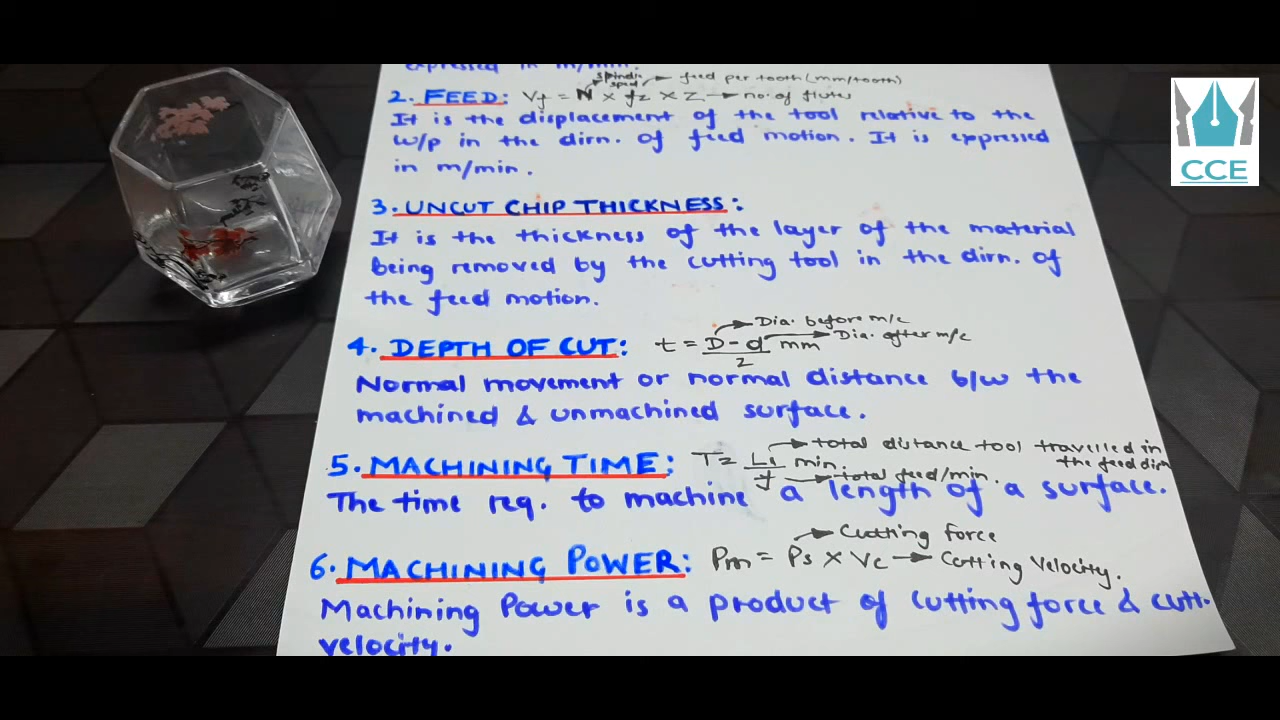 expressed in m/min.
spindle speed → feed per tooth (mm/tooth)
2. FEED: Vf = N × fz × Z → no. of flutes
It is the displacement of the tool relative to the
w/p in the dirn. of feed motion. It is expressed
in m/min.
3. UNCUT CHIP THICKNESS:
It is the thickness of the layer of the material
being removed by the cutting tool in the dirn. of
the feed motion.
→ Dia. before m/c
4. DEPTH OF CUT: t = D - d / 2 mm → Dia. after m/c
Normal movement or normal distance b/w the
machined & unmachined surface.
→ total distance tool travelled in
the feed dirn
5. MACHINING TIME: T = Li / f min
→ total feed/min.
The time req. to machine a length of a surface.
→ Cutting force
6. MACHINING POWER: Pm = Ps × Vc → Cutting Velocity.
Machining Power is a product of cutting force & cutt.
velocity.
CCE